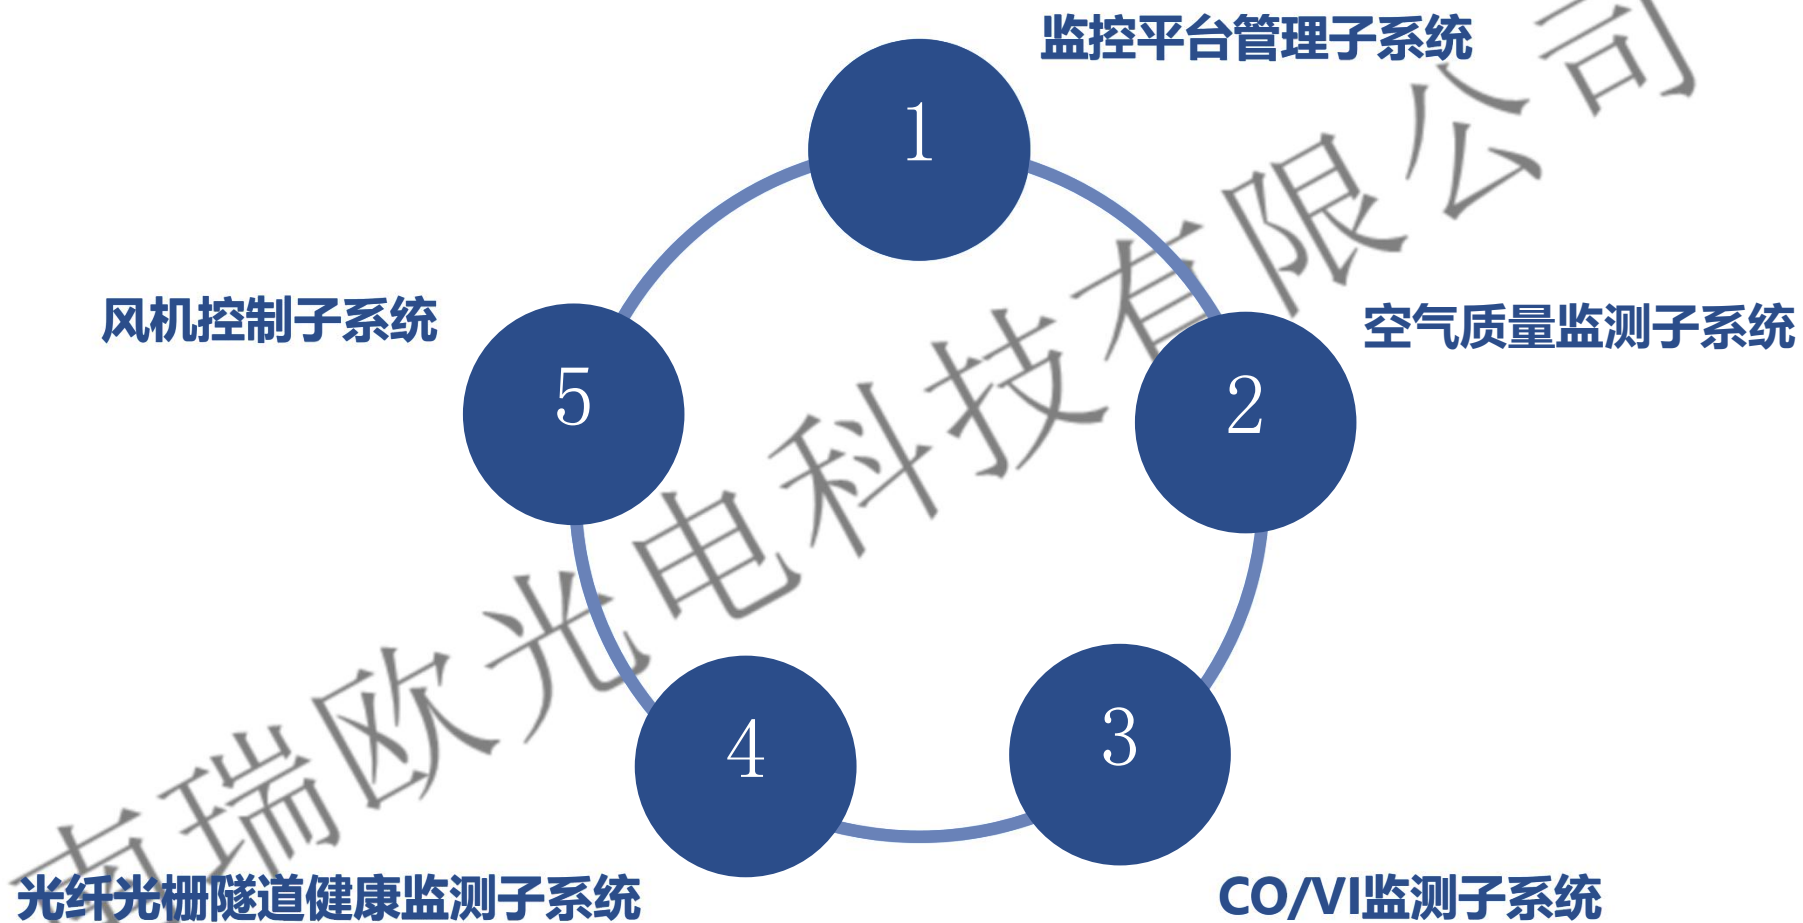 监控平台管理子系统
1
空气质量监测子系统
2
CO/VI监测子系统
3
光纤光栅隧道健康监测子系统
4
风机控制子系统
5
南瑞欧光电科技有限公司